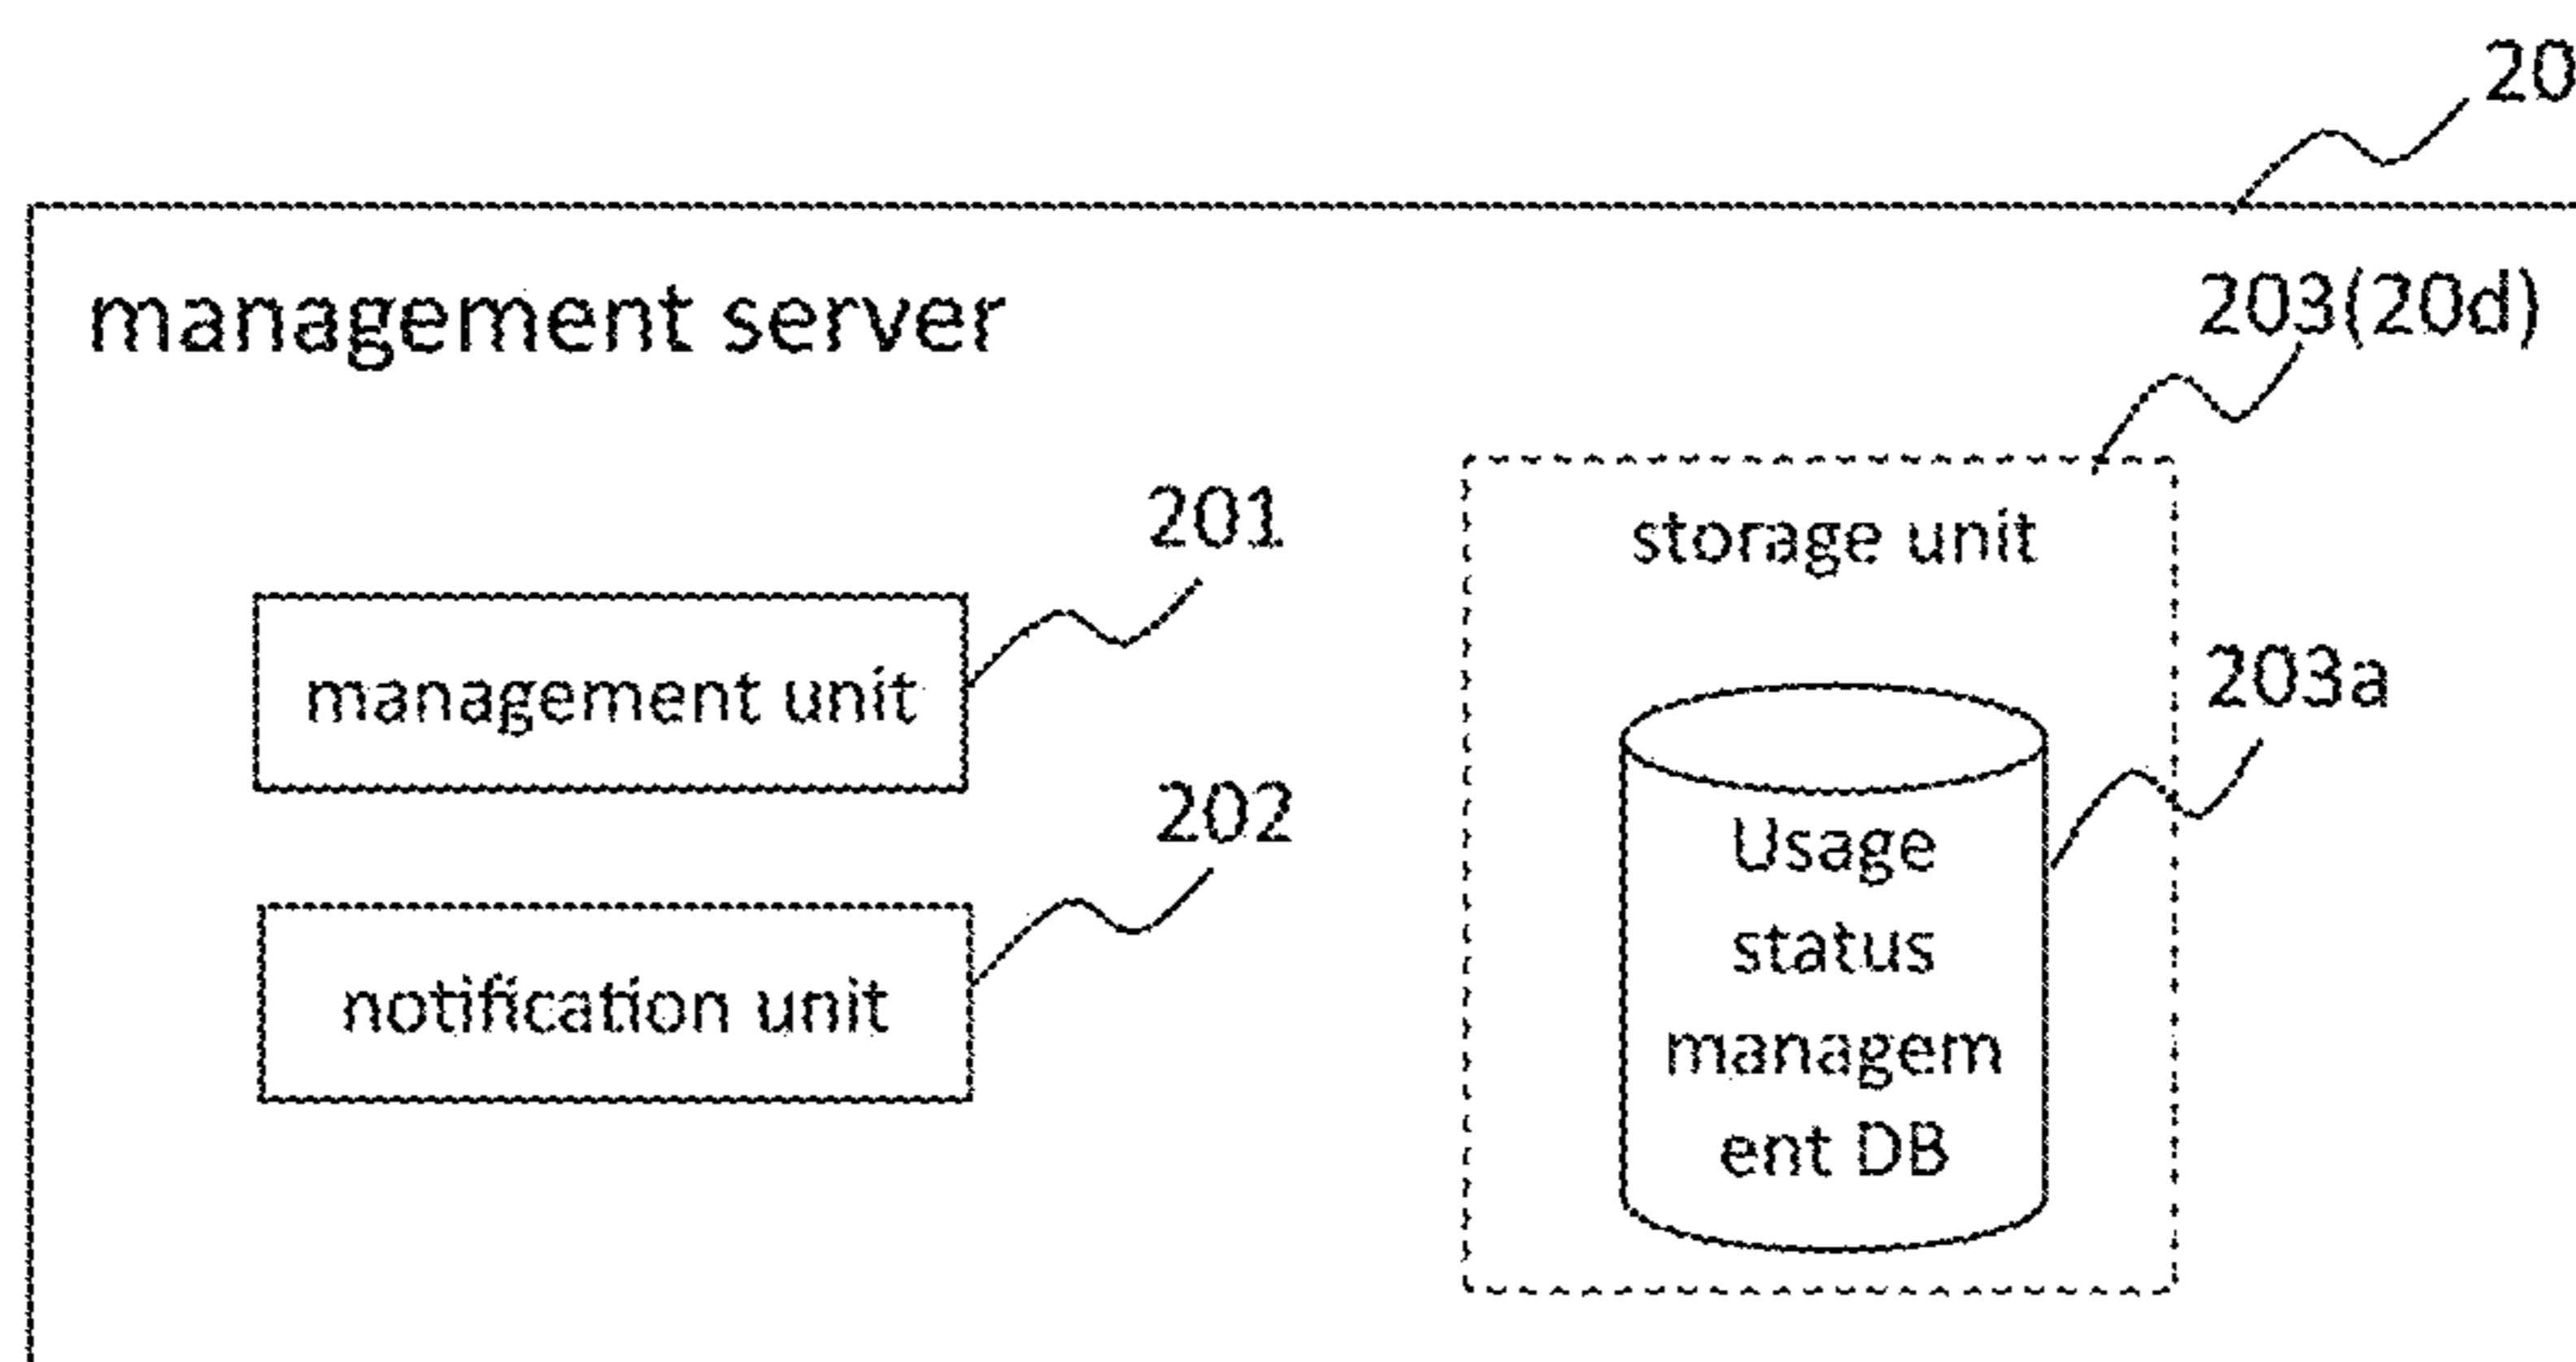 20
management server
203(20d)
201
storage unit
management unit
203a
202
Usage
status
notification unit
managem
ent DB